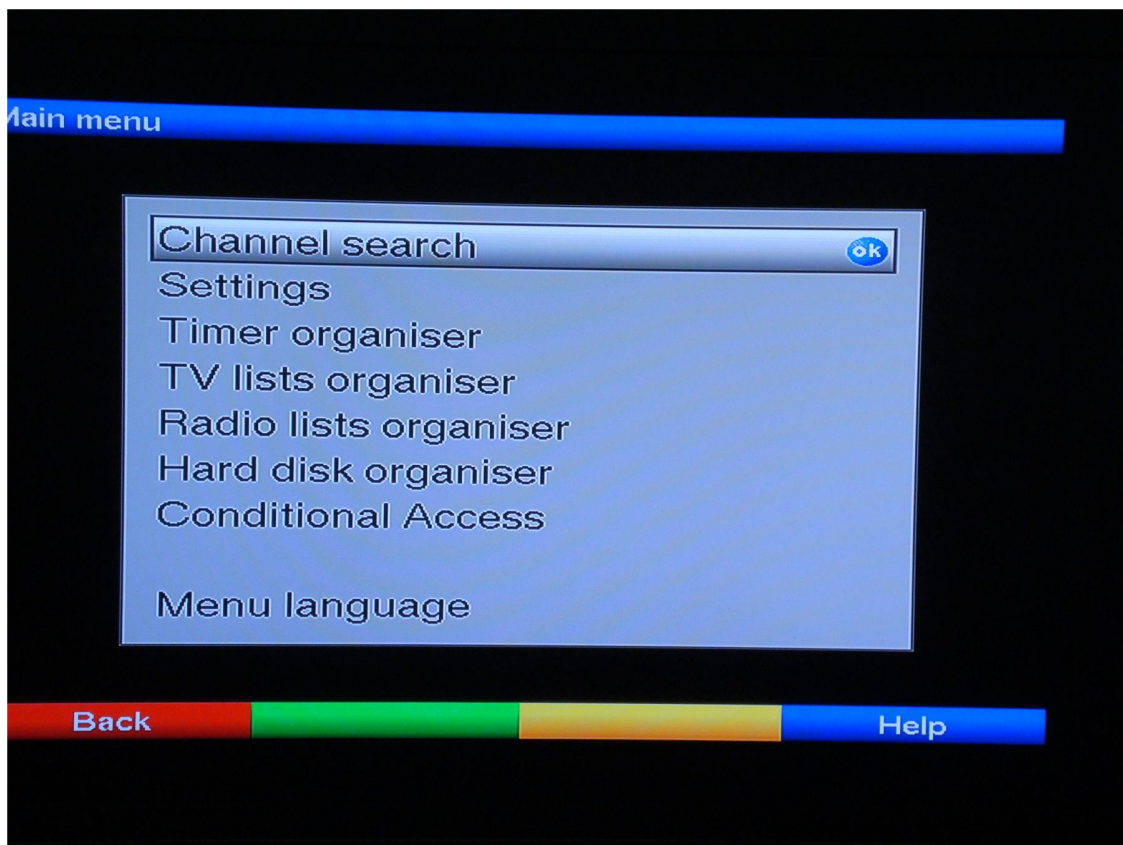 Main menu
Channel search ok
Settings
Timer organiser
TV lists organiser
Radio lists organiser
Hard disk organiser
Conditional Access
Menu language
Back Help